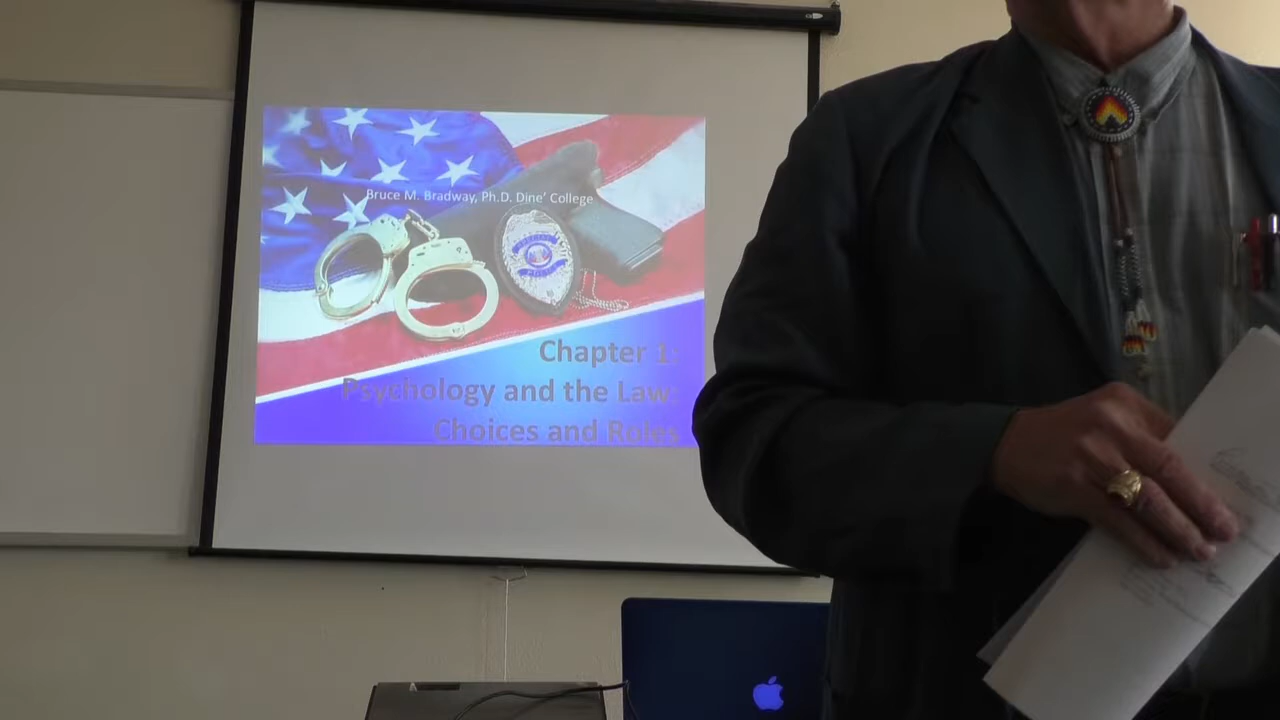 Bruce M. Bradway, Ph.D. Dine’ College
Chapter 1:
Psychology and the Law:
Choices and Roles